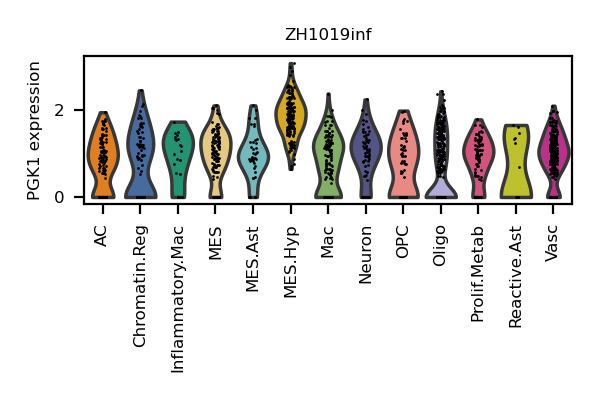 ZH1019inf
PGK1 expression
2
0
AC
Chromatin.Reg
Inflammatory.Mac
MES
MES.Ast
MES.Hyp
Mac
Neuron
OPC
Oligo
Prolif.Metab
Reactive.Ast
Vasc